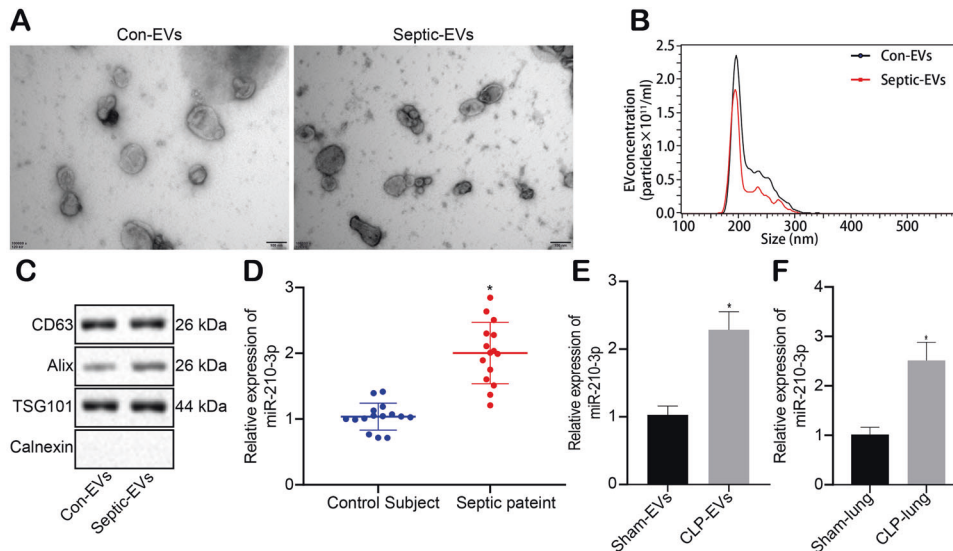 A
Con-EVs
Septic-EVs
B
EVconcentration
(particles×10¹¹/ml)
2.5
2.0
1.5
1.0
0.5
0.0
100
200
300
400
500
Size (nm)
Con-EVs
Septic-EVs
C
CD63
26 kDa
Alix
26 kDa
TSG101
44 kDa
Calnexin
Con-EVs
Septic-EVs
D
Relative expression of
miR-210-3p
3
2
1
0
*
Control Subject
Septic pateint
E
Relative expression of
miR-210-3p
3
2
1
0
*
Sham-EVs
CLP-EVs
F
Relative expression of
miR-210-3p
4
3
2
1
0
*
Sham-lung
CLP-lung